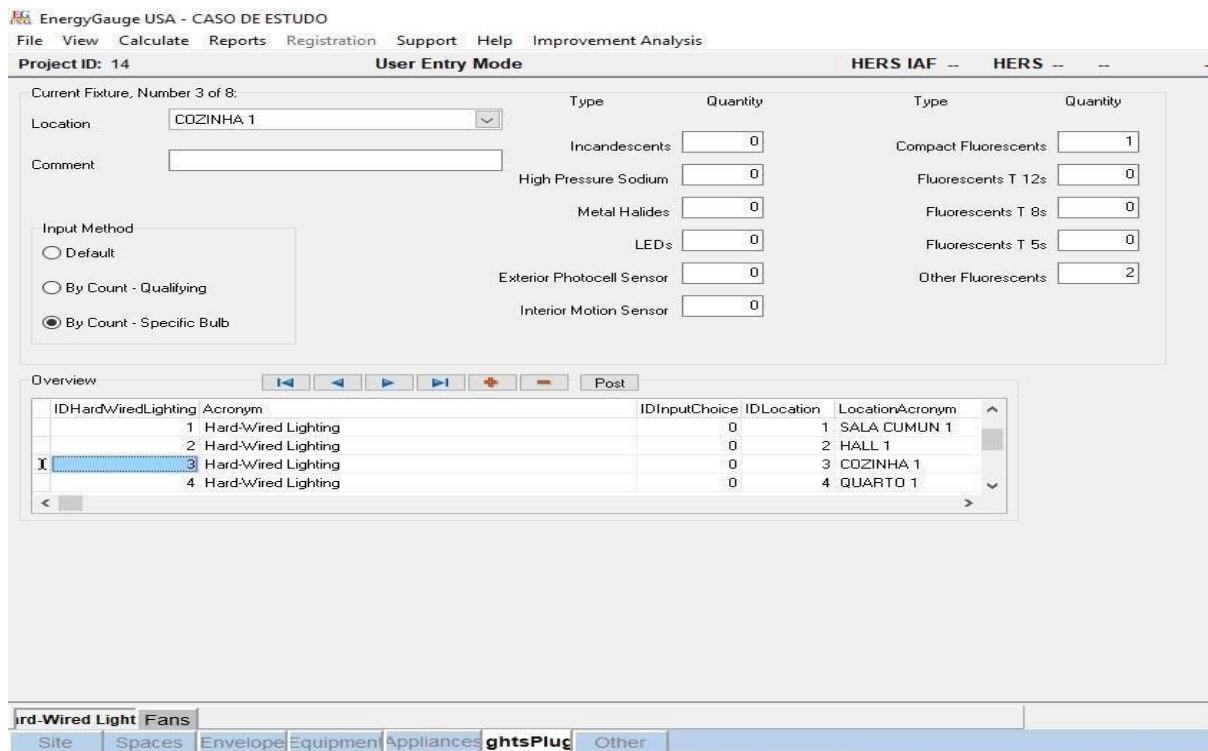 EnergyGauge USA - CASO DE ESTUDO
File View Calculate Reports Registration Support Help Improvement Analysis
Project ID: 14 User Entry Mode HERS IAF -- HERS -- --
Current Fixture, Number 3 of 8:
Type Quantity Type Quantity
Location COZINHA 1
Incandescents 0 Compact Fluorescents 1
Comment
High Pressure Sodium 0 Fluorescents T 12s 0
Metal Halides 0 Fluorescents T 8s 0
Input Method
LEDs 0 Fluorescents T 5s 0
Default
Exterior Photocell Sensor 0 Other Fluorescents 2
By Count - Qualifying
Interior Motion Sensor 0
By Count - Specific Bulb
Overview Post
IDHardWiredLighting Acronym IDInputChoice IDLocation LocationAcronym
1 Hard-Wired Lighting 0 1 SALA CUMUN 1
2 Hard-Wired Lighting 0 2 HALL 1
3 Hard-Wired Lighting 0 3 COZINHA 1
4 Hard-Wired Lighting 0 4 QUARTO 1
ard-Wired Light Fans
Site Spaces Envelope Equipment Appliances ghtsPlug Other